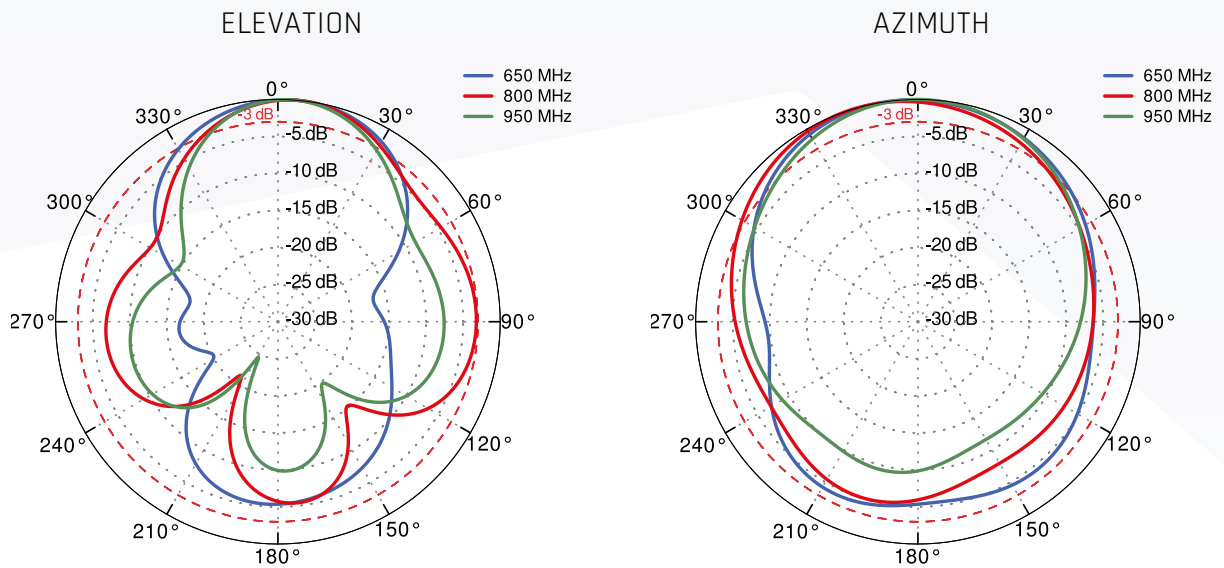 ELEVATION
650 MHz
800 MHz
950 MHz
0°
330°
-3 dB
30°
-5 dB
-10 dB
300°
60°
-15 dB
-20 dB
-25 dB
270°
-30 dB
90°
240°
120°
210°
150°
180°
AZIMUTH
650 MHz
800 MHz
950 MHz
0°
330°
-3 dB
30°
-5 dB
-10 dB
300°
60°
-15 dB
-20 dB
-25 dB
270°
-30 dB
90°
240°
120°
210°
150°
180°